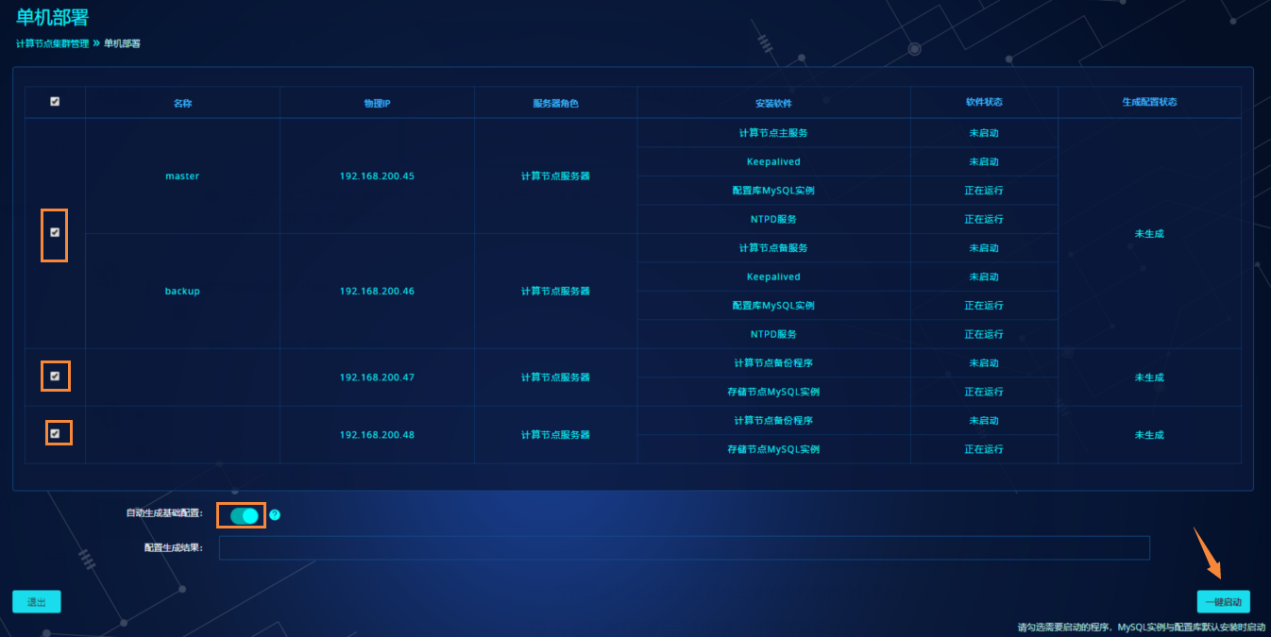 单机部署
计算节点集群管理 » 单机部署
名称 物理IP 服务器角色 安装软件 软件状态 生成配置状态
计算节点主服务 未启动
Keepalived 未启动
master 192.168.200.45 计算节点服务器
配置库MySQL实例 正在运行
NTPD服务 正在运行
未生成
计算节点备服务 未启动
Keepalived 未启动
backup 192.168.200.46 计算节点服务器
配置库MySQL实例 正在运行
NTPD服务 正在运行
计算节点备份程序 未启动
192.168.200.47 计算节点服务器 未生成
存储节点MySQL实例 正在运行
计算节点备份程序 未启动
192.168.200.48 计算节点服务器 未生成
存储节点MySQL实例 正在运行
自动生成基础配置: ?
配置生成结果:
退出 一键启动
请勾选需要启动的程序，MySQL实例与配置库默认安装时启动